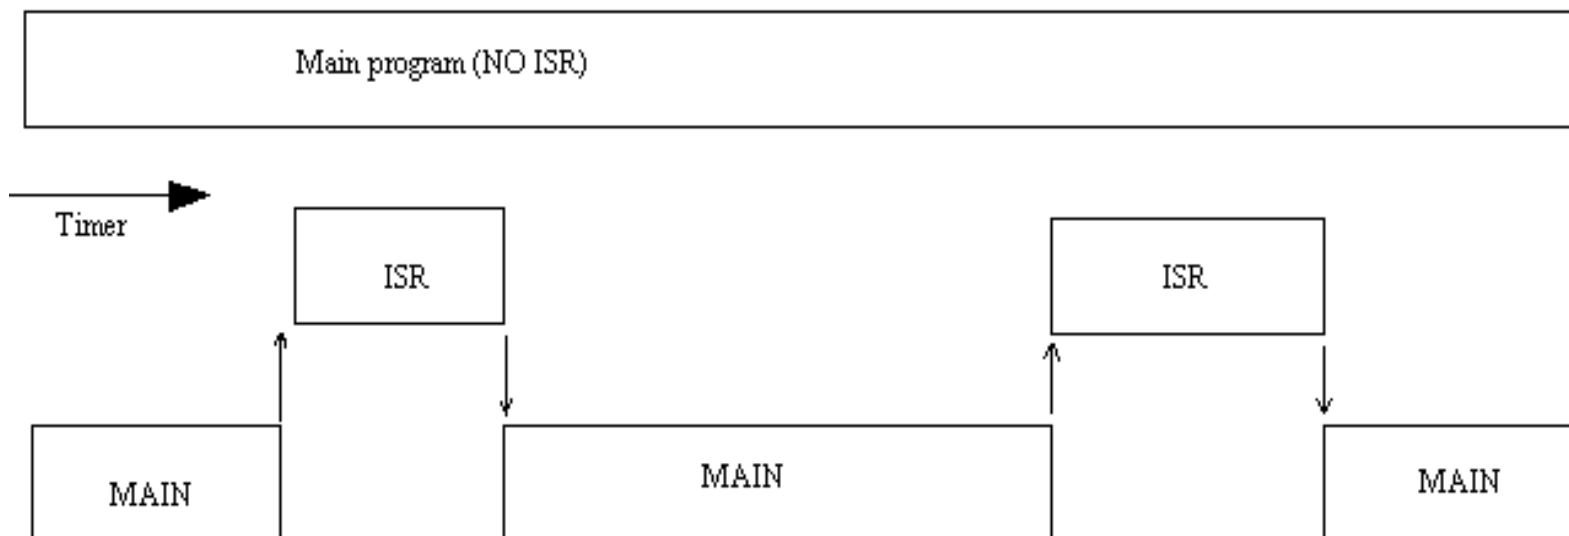 Main program (NO ISR)
Timer
ISR
ISR
MAIN
MAIN
MAIN